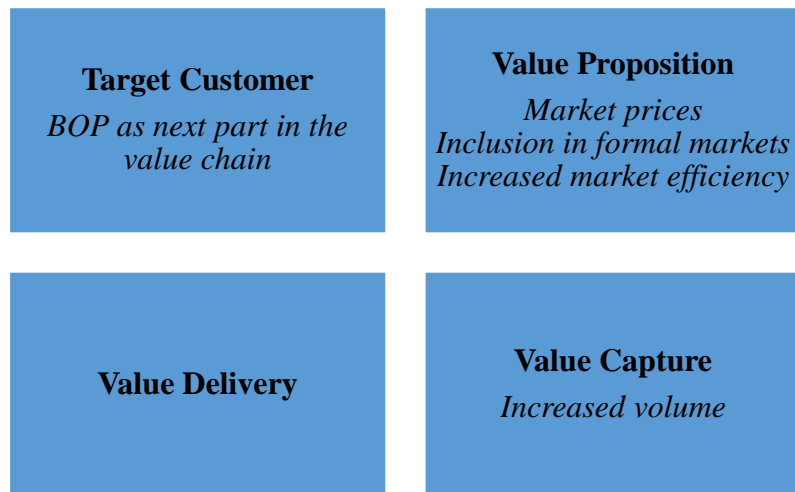 Target Customer
BOP as next part in the
value chain
Value Proposition
Market prices
Inclusion in formal markets
Increased market efficiency
Value Delivery
Value Capture
Increased volume